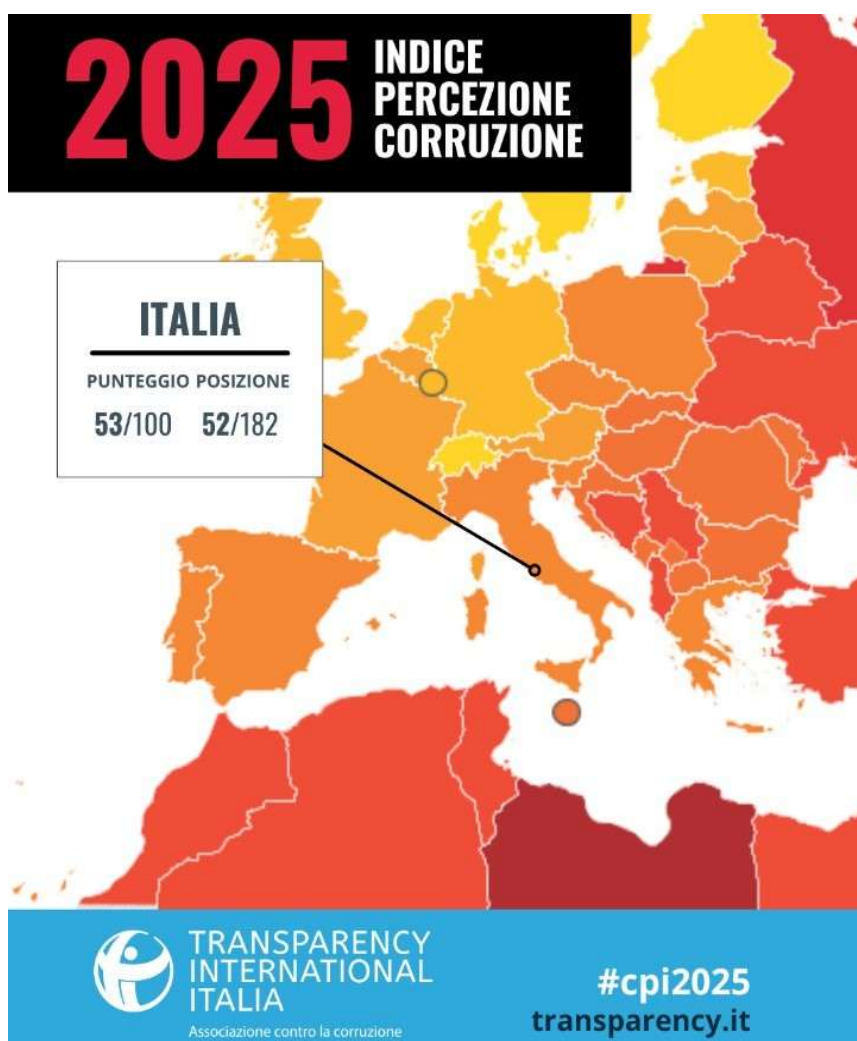 2025
INDICE
PERCEZIONE
CORRUZIONE
ITALIA
PUNTEGGIO POSIZIONE
53/100 52/182
TRANSPARENCY
INTERNATIONAL
ITALIA
Associazione contro la corruzione
#cpi2025
transparency.it